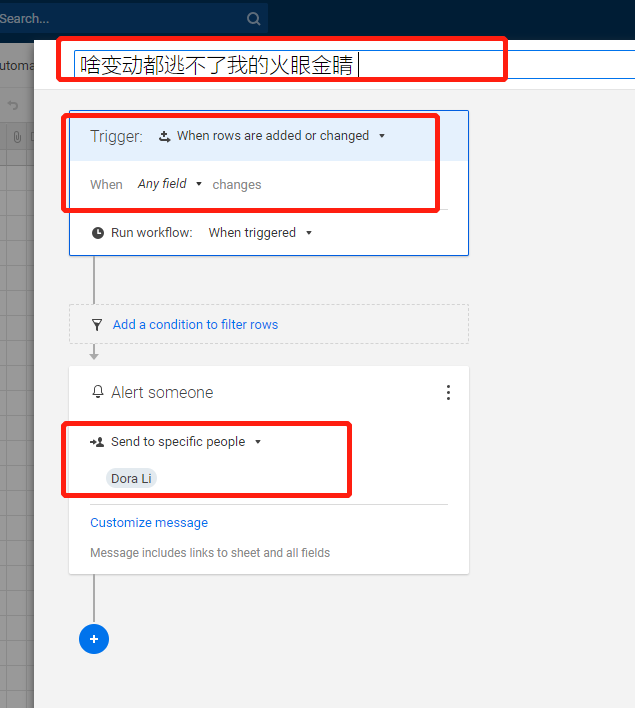 Search...
utoma
啥变动都逃不了我的火眼金睛
Trigger: When rows are added or changed
When Any field changes
Run workflow: When triggered
Add a condition to filter rows
Alert someone
Send to specific people
Dora Li
Customize message
Message includes links to sheet and all fields